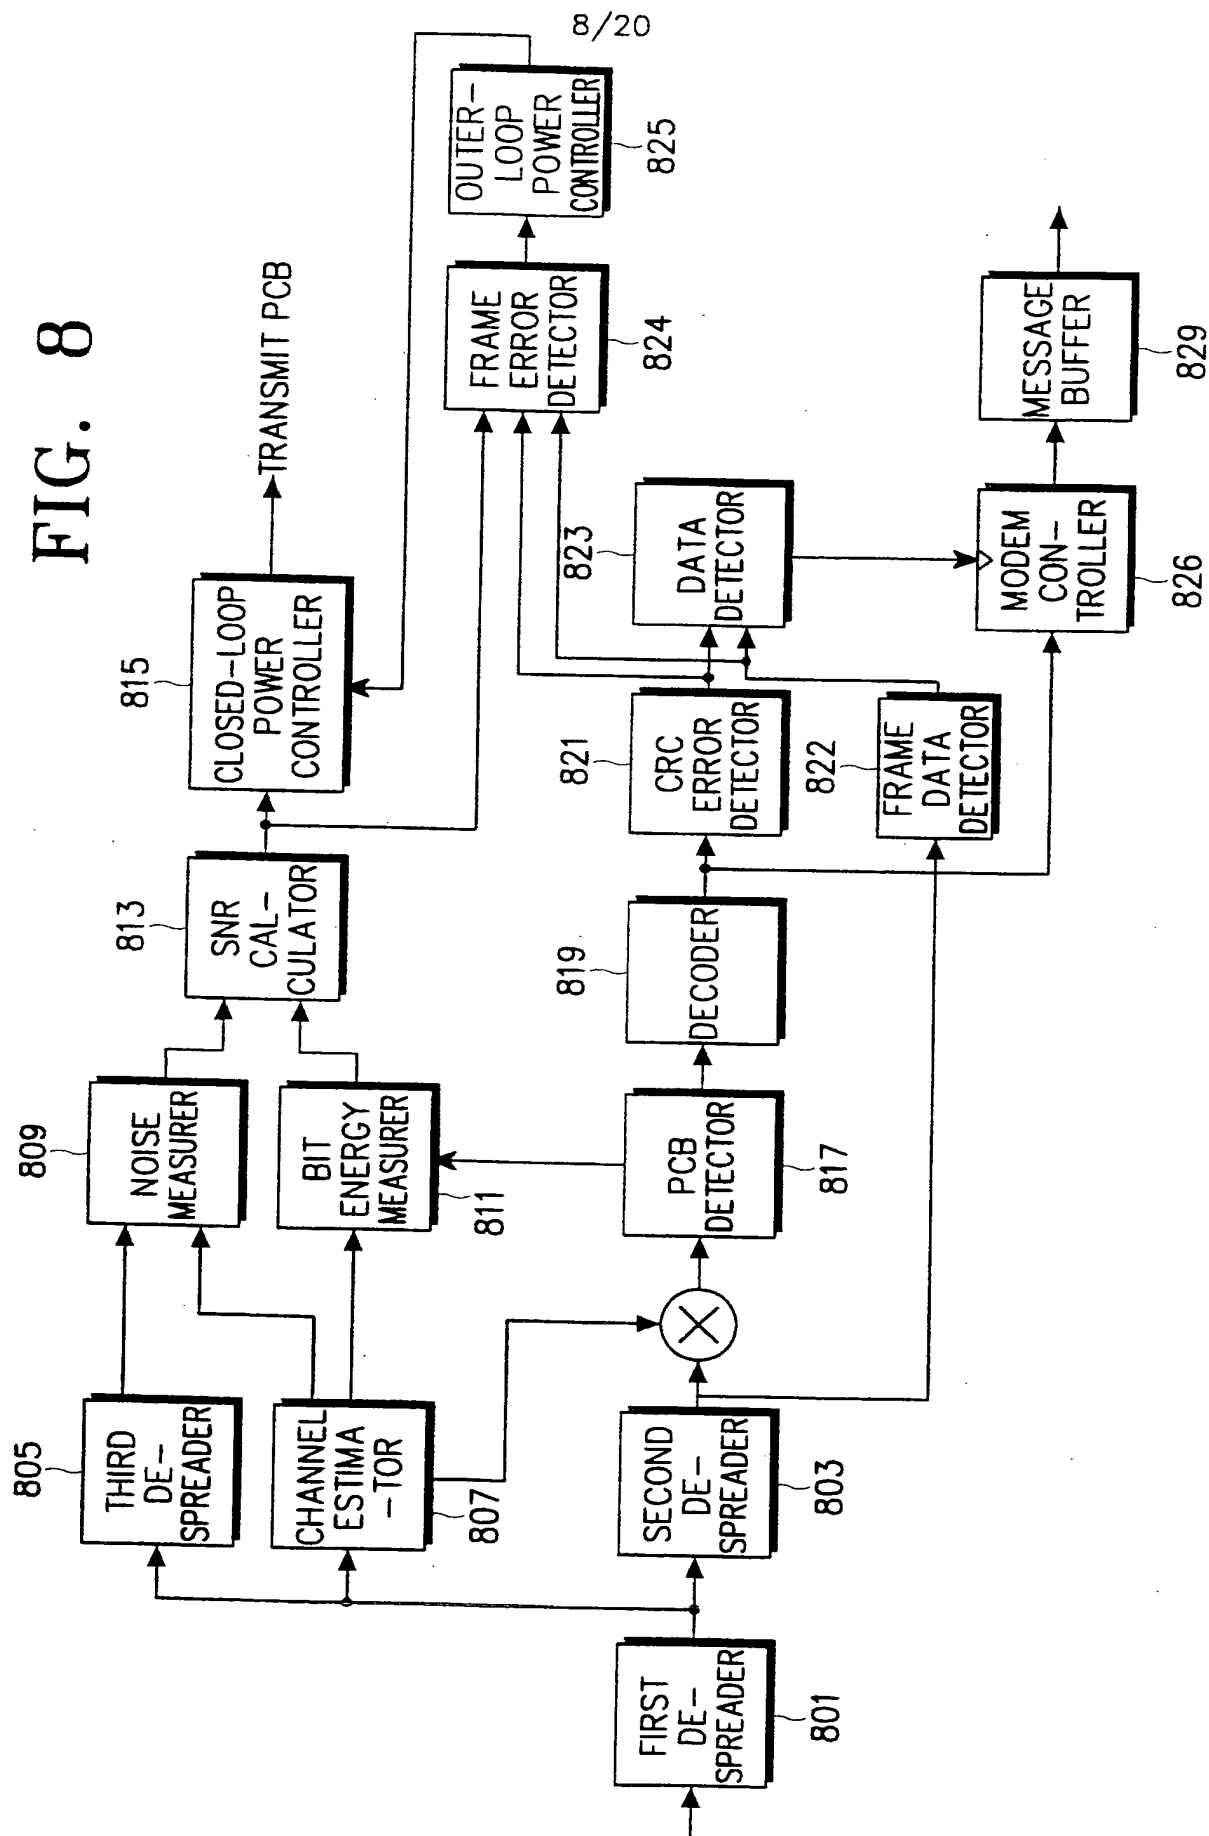 8/20
FIG. 8
805
THIRD
DE-
SPREADER
809
NOISE
MEASURER
813
SNR
CAL-
CULATOR
815
CLOSED-LOOP
POWER
CONTROLLER
TRANSMIT PCB
CHANNEL
ESTIMA
-TOR
807
BIT
ENERGY
MEASURER
811
FRAME
ERROR
DETECTOR
824
OUTER-
LOOP
POWER
CONTROLLER
825
FIRST
DE-
SPREADER
801
SECOND
DE-
SPREADER
803
PCB
DETECTOR
817
819
DECODER
821
CRC
ERROR
DETECTOR
823
DATA
DETECTOR
822
FRAME
DATA
DETECTOR
MODEM
CON-
TROLLER
826
MESSAGE
BUFFER
829